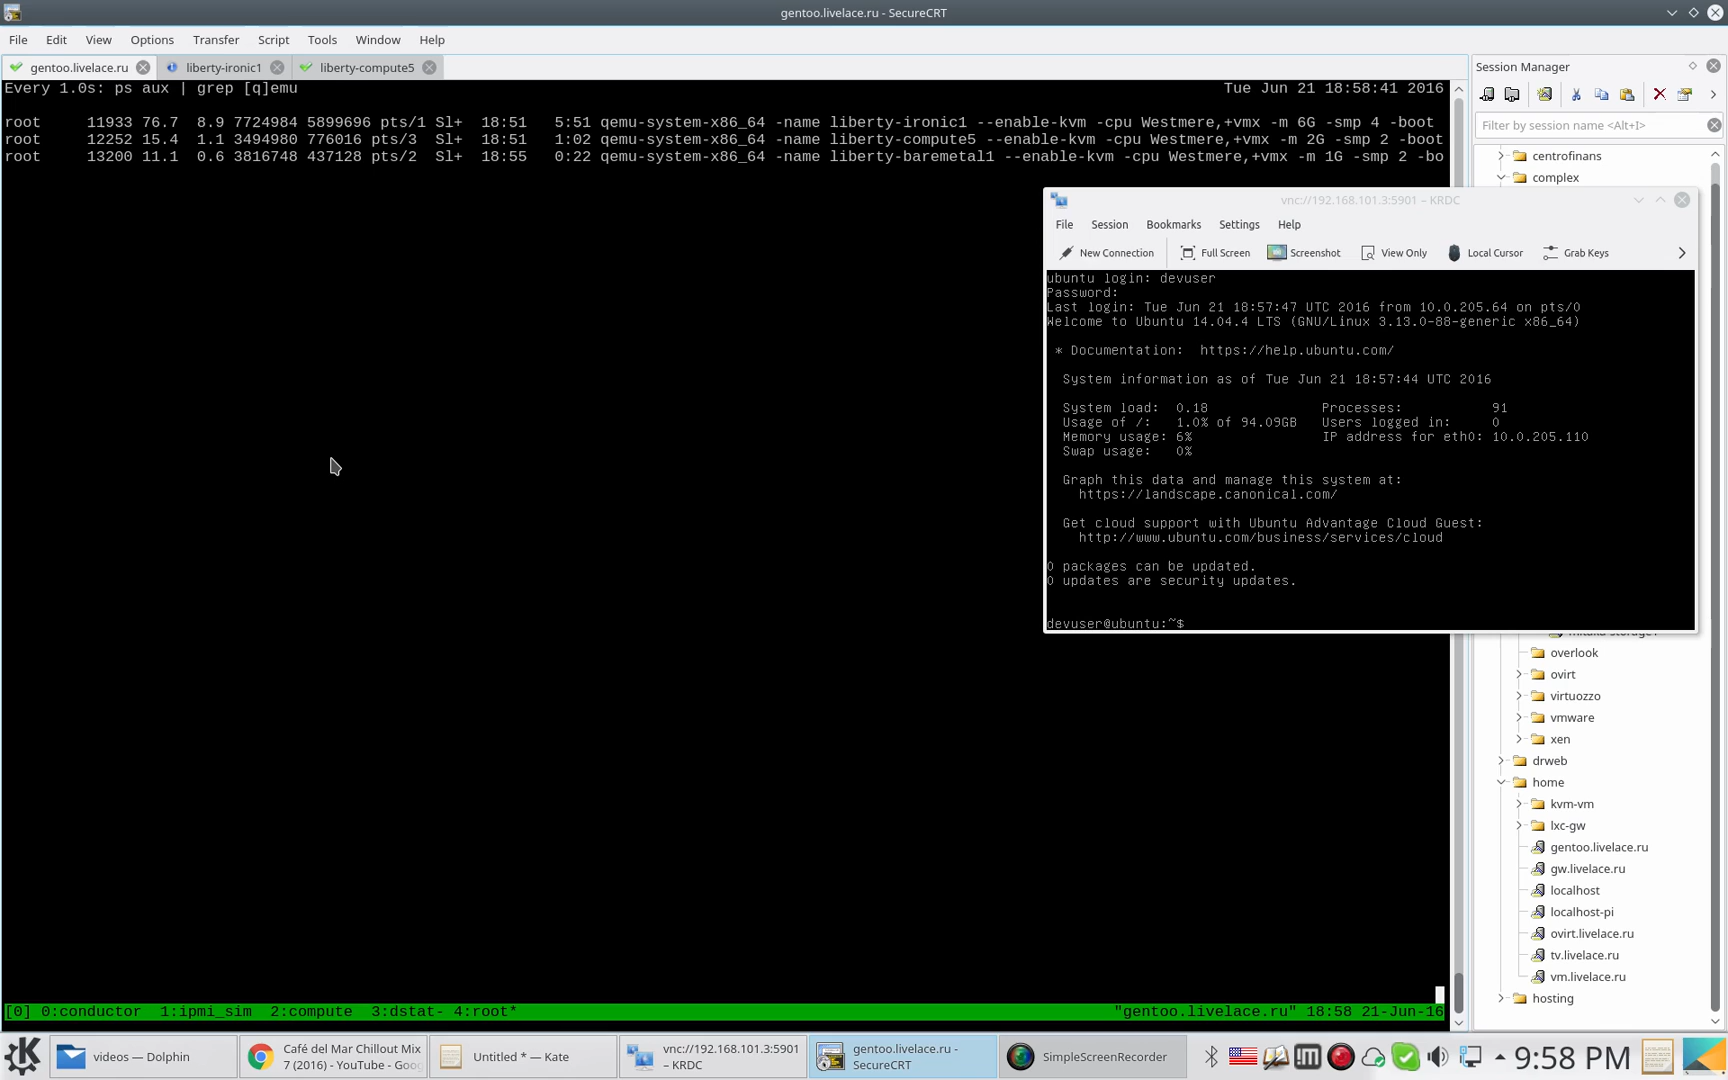 gentoo.livelace.ru - SecureCRT
File Edit View Options Transfer Script Tools Window Help
gentoo.livelace.ru liberty-ironic1 liberty-compute5
Every 1.0s: ps aux | grep [q]emu Tue Jun 21 18:58:41 2016
root 11933 76.7 8.9 7724984 5899696 pts/1 Sl+ 18:51 5:51 qemu-system-x86_64 -name liberty-ironic1 --enable-kvm -cpu Westmere,+vmx -m 6G -smp 4 -boot
root 12252 15.4 1.1 3494980 776016 pts/3 Sl+ 18:51 1:02 qemu-system-x86_64 -name liberty-compute5 --enable-kvm -cpu Westmere,+vmx -m 2G -smp 2 -boot
root 13200 11.1 0.6 3816748 437128 pts/2 Sl+ 18:55 0:22 qemu-system-x86_64 -name liberty-baremetal1 --enable-kvm -cpu Westmere,+vmx -m 1G -smp 2 -bo
vnc://192.168.101.3:5901 – KRDC
File Session Bookmarks Settings Help
New Connection Full Screen Screenshot View Only Local Cursor Grab Keys
ubuntu login: devuser
Password:
Last login: Tue Jun 21 18:57:47 UTC 2016 from 10.0.205.64 on pts/0
Welcome to Ubuntu 14.04.4 LTS (GNU/Linux 3.13.0-88-generic x86_64)
* Documentation: https://help.ubuntu.com/
System information as of Tue Jun 21 18:57:44 UTC 2016
System load: 0.18 Processes: 91
Usage of /: 1.0% of 94.09GB Users logged in: 0
Memory usage: 6% IP address for eth0: 10.0.205.110
Swap usage: 0%
Graph this data and manage this system at:
https://landscape.canonical.com/
Get cloud support with Ubuntu Advantage Cloud Guest:
http://www.ubuntu.com/business/services/cloud
0 packages can be updated.
0 updates are security updates.
devuser@ubuntu:~$
Session Manager
Filter by session name <Alt+I>
centrofinans
complex
overlook
ovirt
virtuozzo
vmware
xen
drweb
home
kvm-vm
lxc-gw
gentoo.livelace.ru
gw.livelace.ru
localhost
localhost-pi
ovirt.livelace.ru
tv.livelace.ru
vm.livelace.ru
hosting
[0] 0:conductor 1:ipmi_sim 2:compute 3:dstat- 4:root* "gentoo.livelace.ru" 18:58 21-Jun-16
videos — Dolphin
Café del Mar Chillout Mix
7 (2016) - YouTube - Goo
Untitled * — Kate
vnc://192.168.101.3:5901
– KRDC
gentoo.livelace.ru -
SecureCRT
SimpleScreenRecorder
9:58 PM